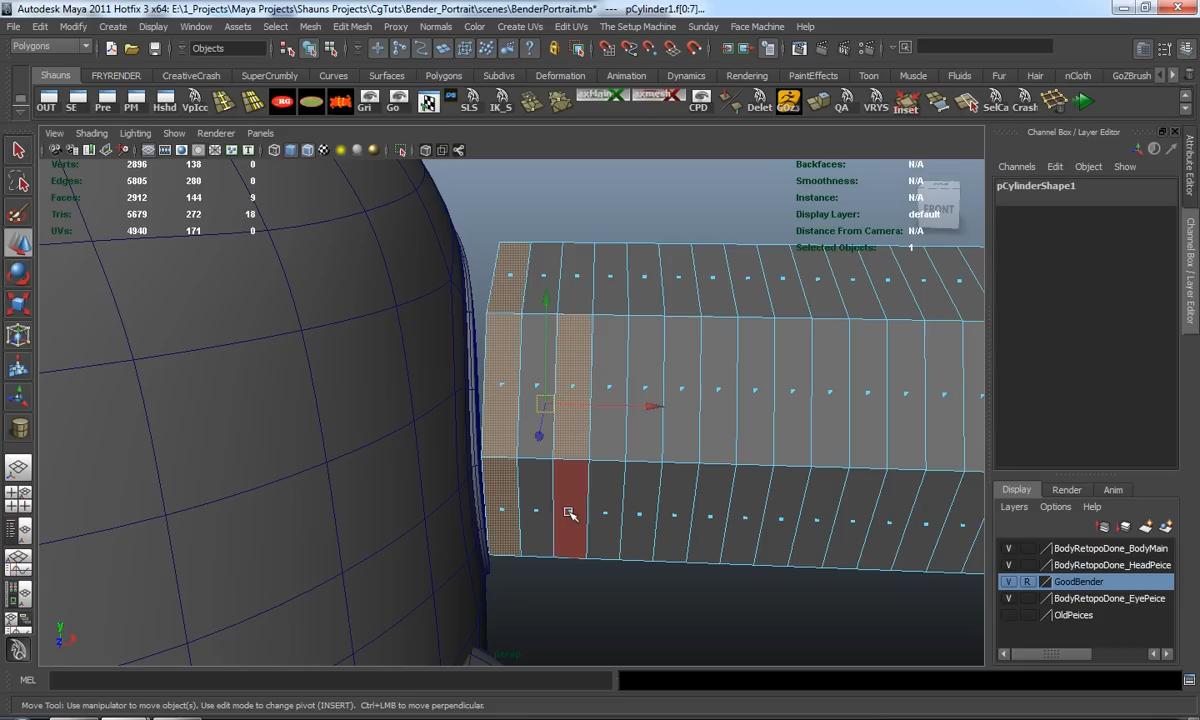 Autodesk Maya 2011 Hotfix 3 x64: E:\1_Projects\Maya Projects\Shauns Projects\CgTuts\Bender_Portrait\scenes\BenderPortrait.mb* --- pCylinder1.f[0:7]...
File Edit Modify Create Display Window Assets Select Mesh Edit Mesh Proxy Normals Color Create UVs Edit UVs The Setup Machine Sunday Face Machine Help
Polygons Objects
Shauns FRYRENDER CreativeCrash SuperCrumbly Curves Surfaces Polygons Subdivs Deformation Animation Dynamics Rendering PaintEffects Toon Muscle Fluids Fur Hair nCloth GoZBrush
OUT SE Pre PM Hshd VpIcc Gri Go SLS IK_S CPD Delet GOz3 QA VRYS Inset SelCa Crash
View Shading Lighting Show Renderer Panels
Channel Box / Layer Editor
Channels Edit Object Show
pCylinderShape1
Verts: 2896 138 0
Edges: 5805 280 0
Faces: 2912 144 9
Tris: 5679 272 18
UVs: 4940 171 0
Backfaces: N/A
Smoothness: N/A
Instance: N/A
Display Layer: default
Distance From Camera: N/A
Selected Objects: 1
FRONT
Attribute Editor
Channel Box / Layer Editor
Display Render Anim
Layers Options Help
V BodyRetopoDone_BodyMain
V BodyRetopoDone_HeadPeice
V R GoodBender
V BodyRetopoDone_EyePeice
OldPeices
y
z x
persp
MEL
Move Tool: Use manipulator to move object(s). Use edit mode to change pivot (INSERT). Ctrl+LMB to move perpendicular.